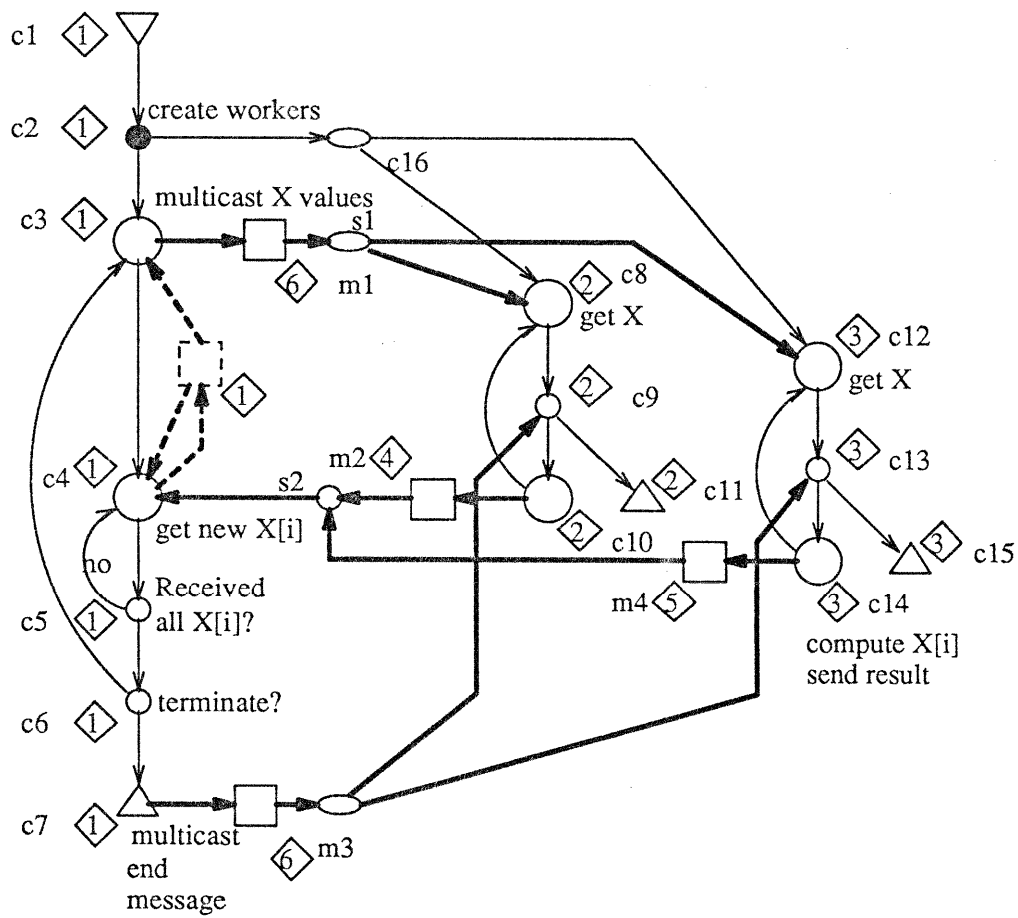 c1 1
create workers
c2 1
c16
multicast X values
c3 1
s1
6 m1
2 c8
get X
3 c12
get X
1
2 c9
c4 1
m2 4
s2
2 c11
3 c13
get new X[i]
2 c10
no
3 c15
Received
all X[i]?
c5 1
m4 5
3 c14
compute X[i]
send result
terminate?
c6 1
c7 1
multicast
end
message
6 m3